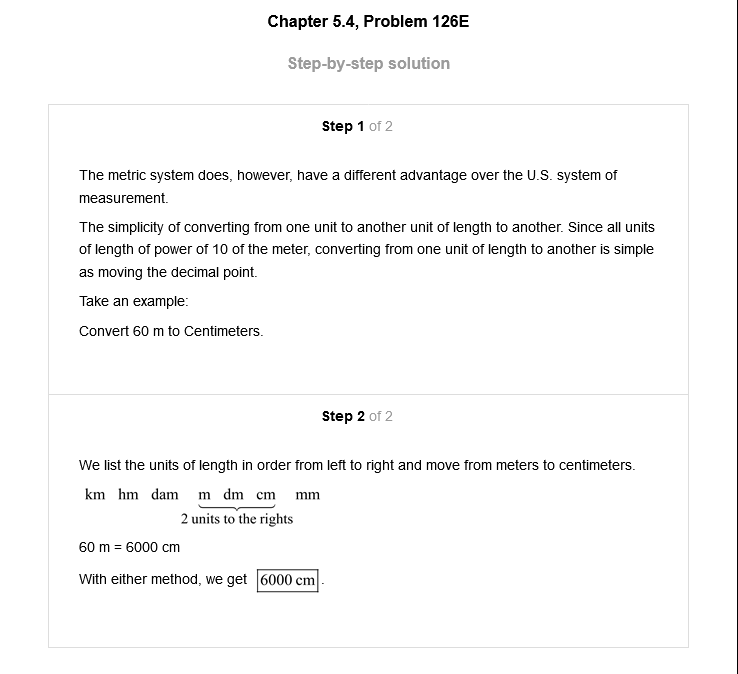 Chapter 5.4, Problem 126E
Step-by-step solution
Step 1 of 2
The metric system does, however, have a different advantage over the U.S. system of
measurement.
The simplicity of converting from one unit to another unit of length to another. Since all units
of length of power of 10 of the meter, converting from one unit of length to another is simple
as moving the decimal point.
Take an example:
Convert 60 m to Centimeters.
Step 2 of 2
We list the units of length in order from left to right and move from meters to centimeters.
km hm dam m dm cm mm
2 units to the rights
60 m = 6000 cm
With either method, we get 6000 cm.